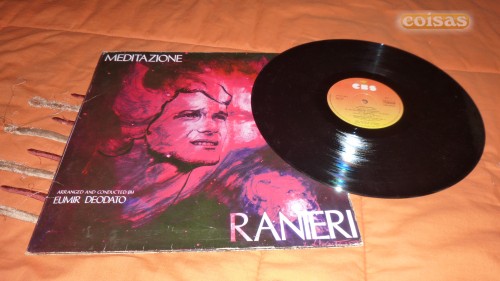 coisas
MEDITAZIONE
CBS
ARRANGED AND CONDUCTED BY
EUMIR DEODATO
RANIERI